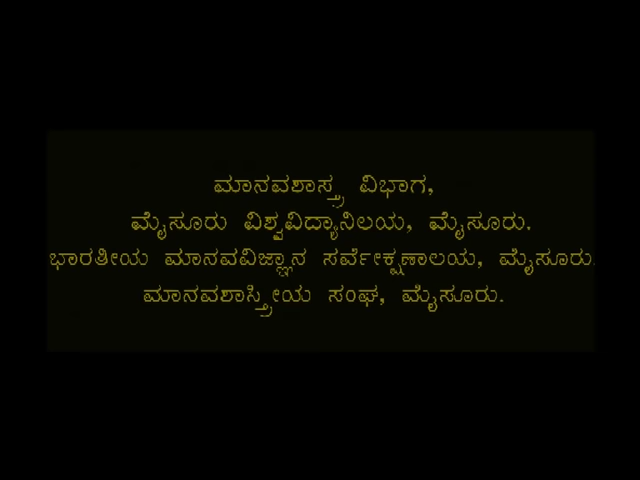 ಮಾನವಶಾಸ್ತ್ರ ವಿಭಾಗ,
ಮೈಸೂರು ವಿಶ್ವವಿದ್ಯಾನಿಲಯ, ಮೈಸೂರು.
ಭಾರತೀಯ ಮಾನವವಿಜ್ಞಾನ ಸರ್ವೇಕ್ಷಣಾಲಯ, ಮೈಸೂರು.
ಮಾನವಶಾಸ್ತ್ರೀಯ ಸಂಘ, ಮೈಸೂರು.